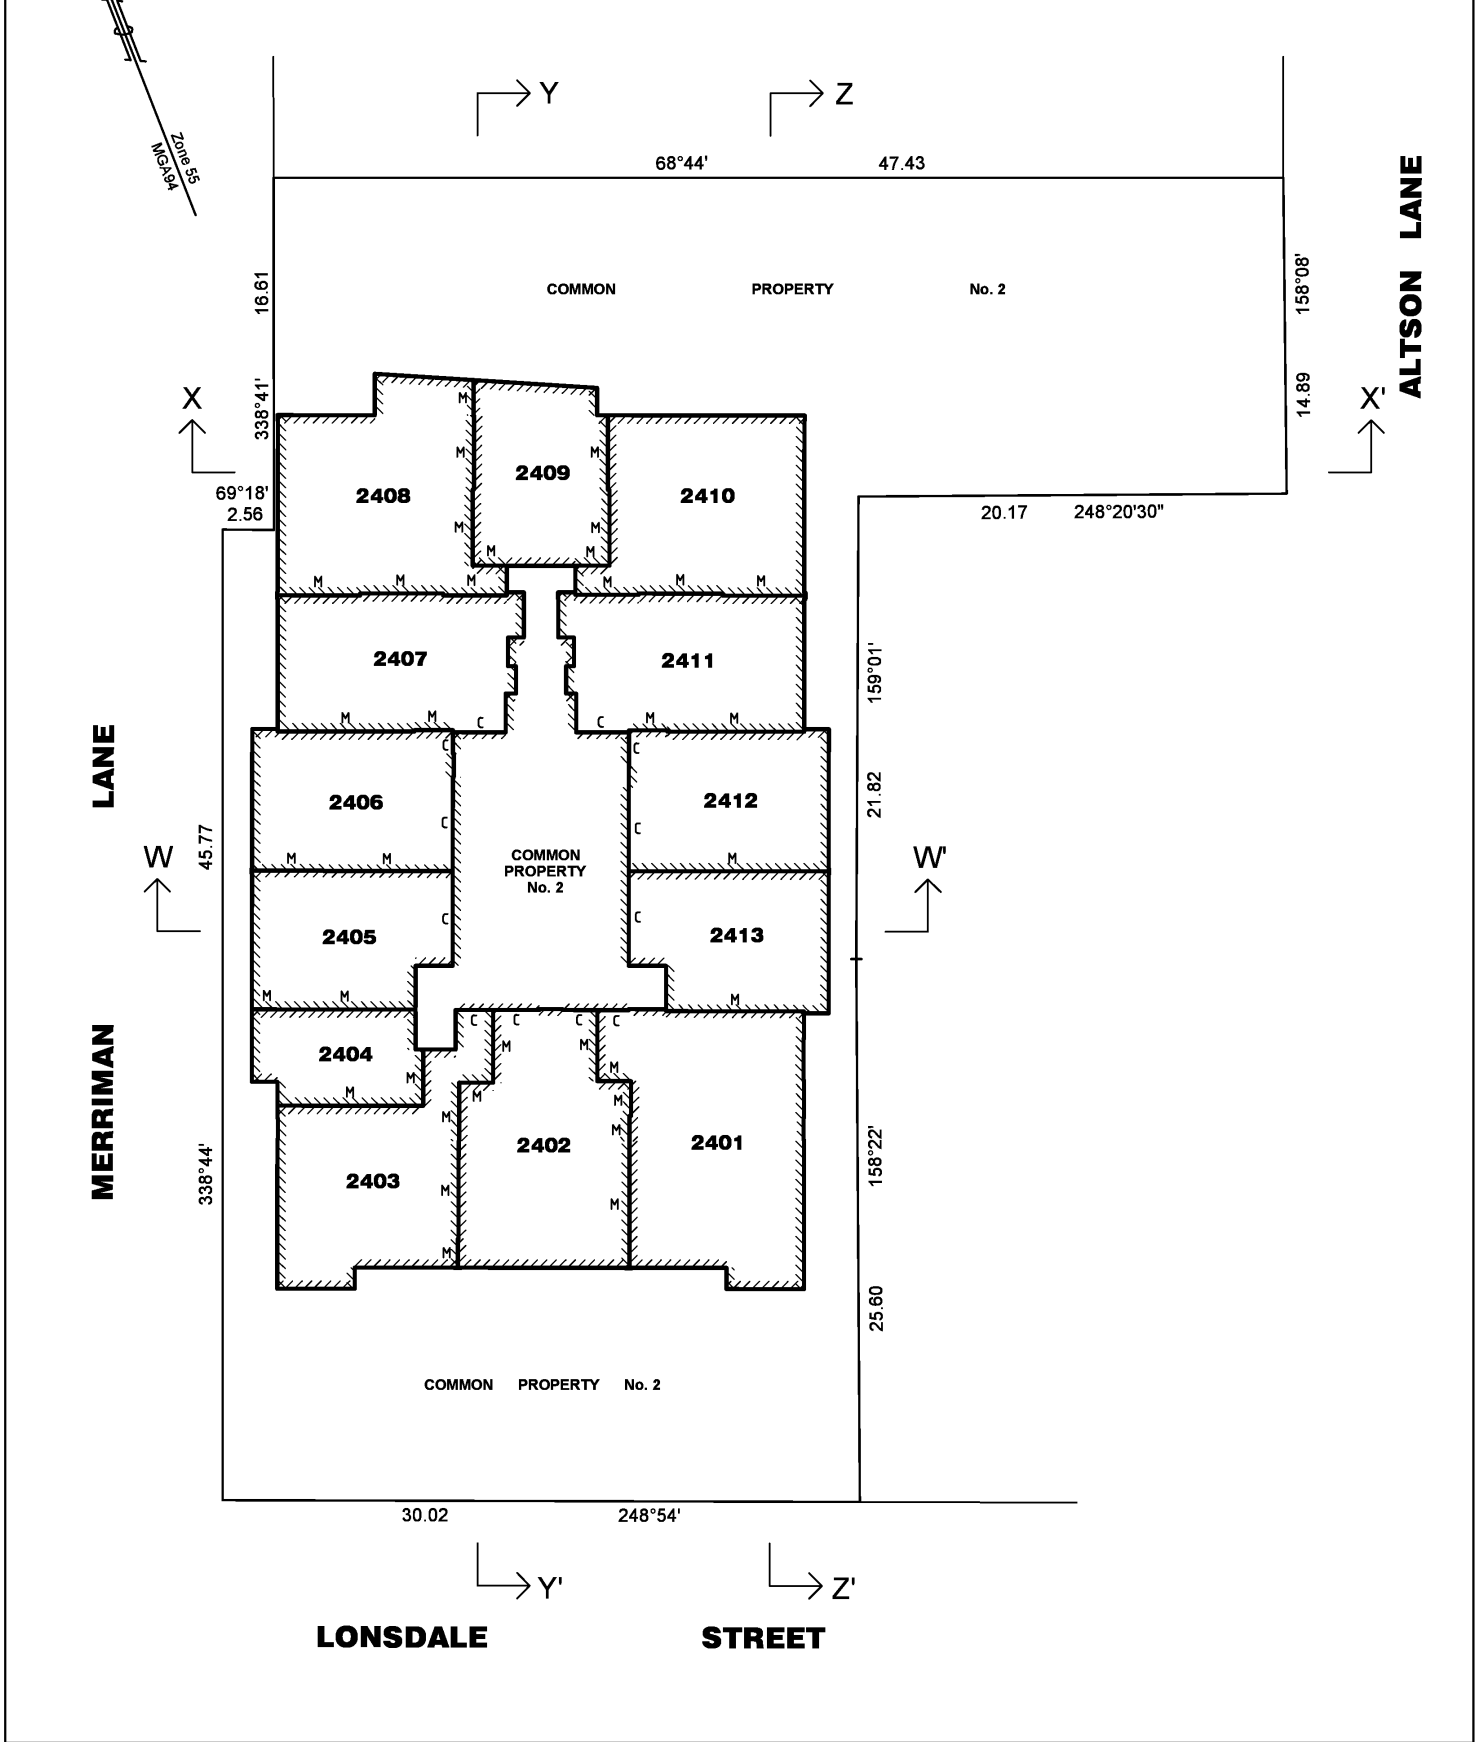 Zone 55
MGA94
Y
Z
68°44' 47.43
ALTSON LANE
16.61
338°41'
COMMON PROPERTY No. 2
158°08'
14.89
X
X'
69°18'
2.56
20.17 248°20'30"
M
M
M
2409
2408
2410
M
M
M
M
M
M
M
M
M
M
2407
2411
159°01'
M
M
C
C
M
M
C
C
LANE
2406
2412
21.82
C
C
45.77
W
W'
M
M
M
COMMON
PROPERTY
No. 2
C
C
2405
2413
M
M
M
C
C
C
C
MERRIMAN
2404
M
M
M
M
M
M
M
M
M
2402
2401
158°22'
2403
338°44'
M
M
M
25.60
COMMON PROPERTY No. 2
30.02 248°54'
Y'
Z'
LONSDALE STREET